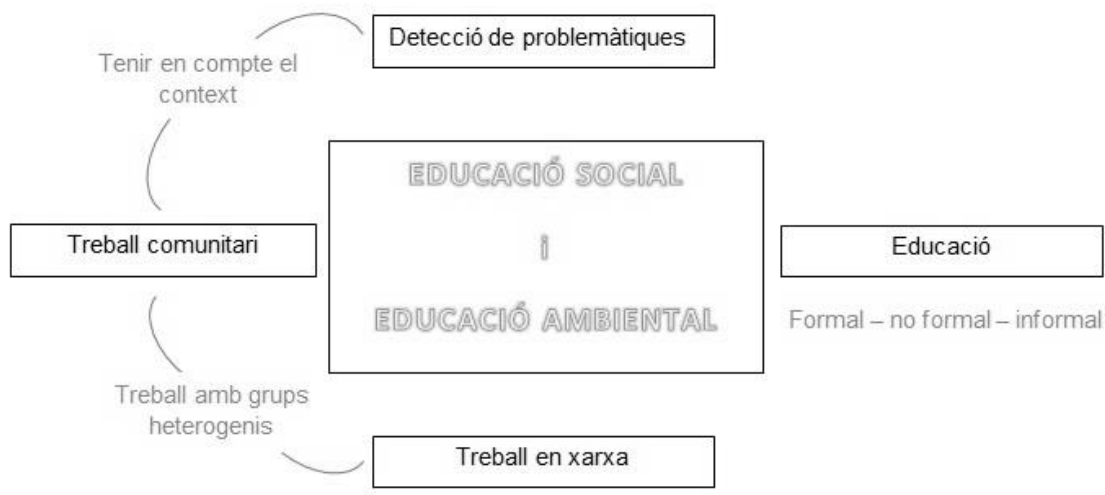 Detecció de problemàtiques
Tenir en compte el
context
EDUCACIÓ SOCIAL
i
EDUCACIÓ AMBIENTAL
Treball comunitari
Educació
Formal – no formal – informal
Treball amb grups
heterogenis
Treball en xarxa